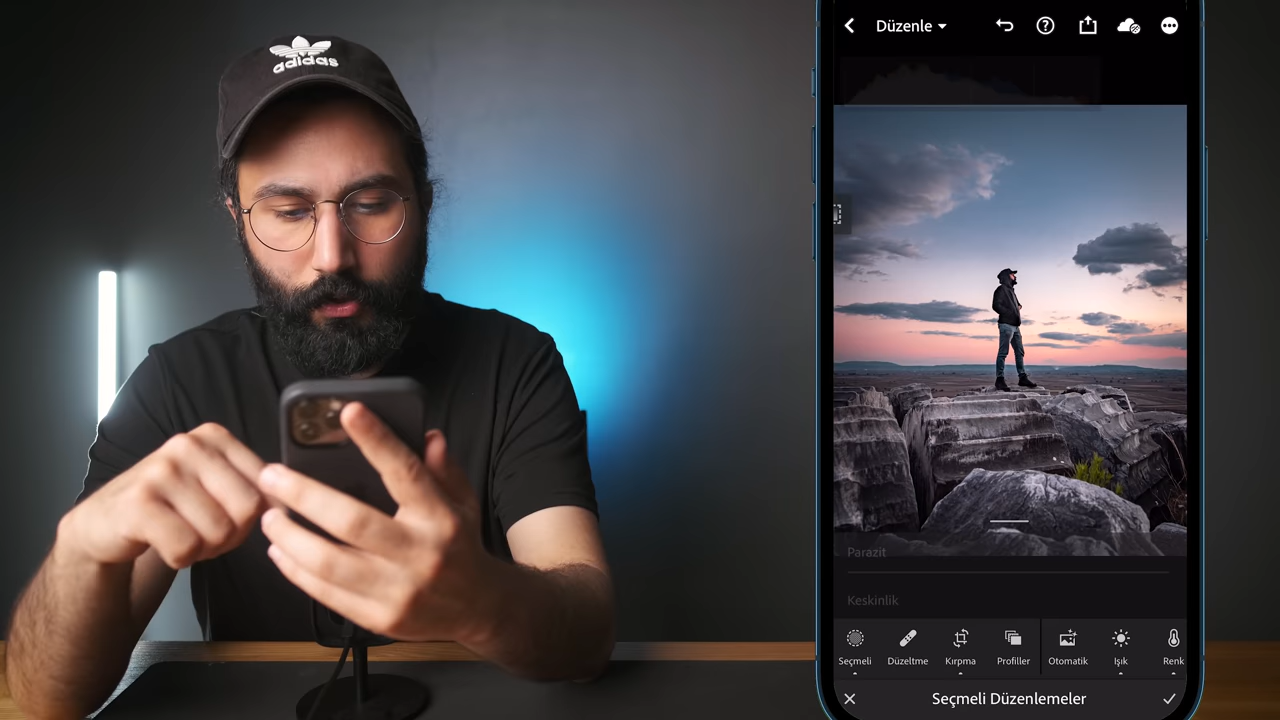 adidas
Düzenle
Parazit
Keskinlik
Seçmeli
Düzeltme
Kırpma
Profiller
Otomatik
Işık
Renk
Seçmeli Düzenlemeler